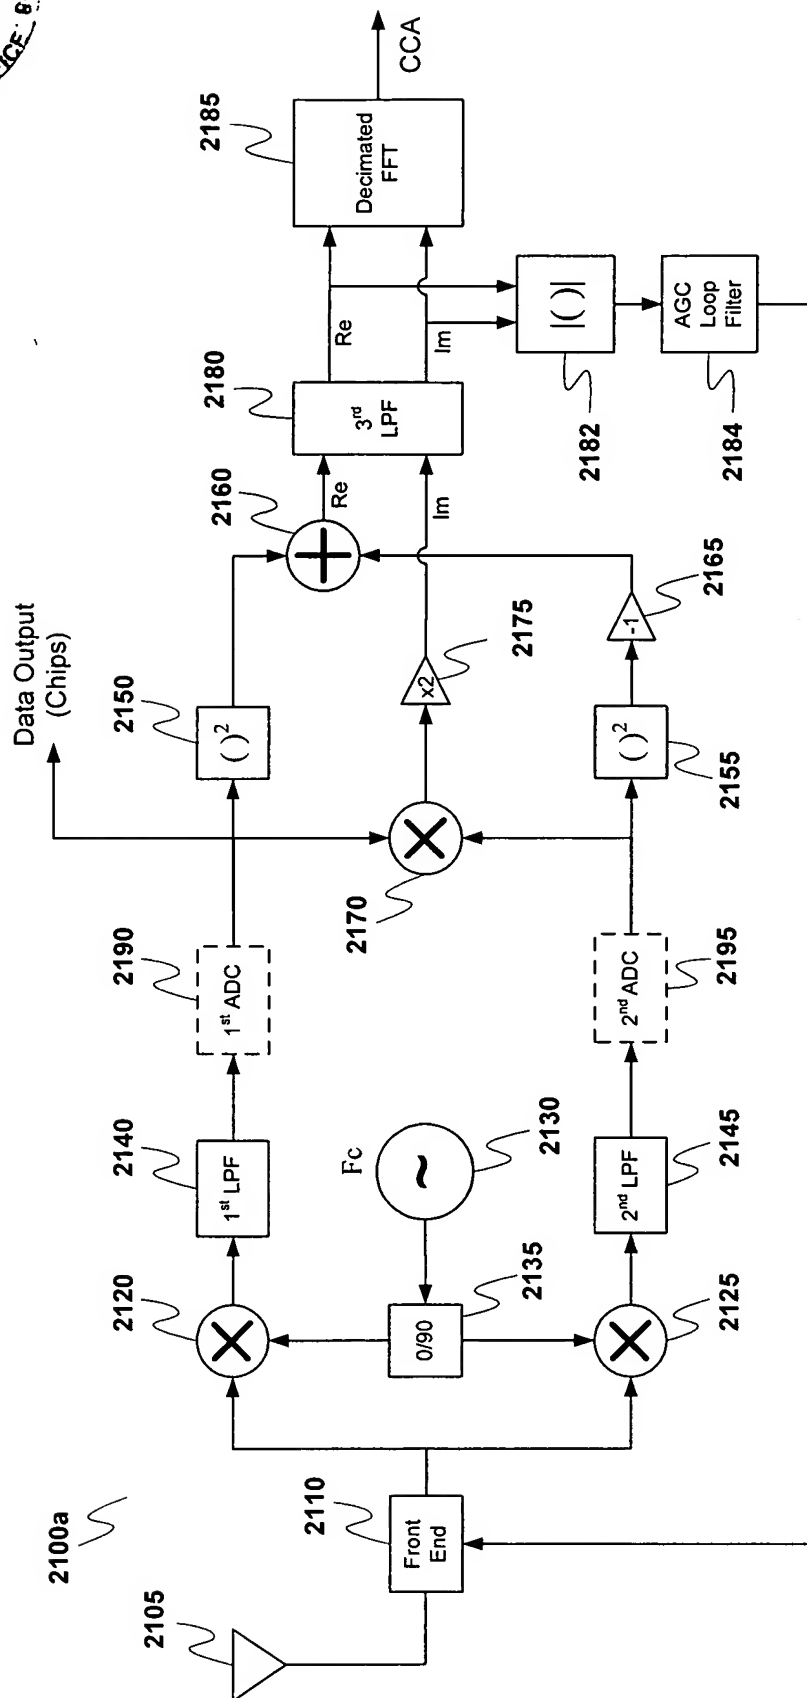 2100a
2105
2110
Front
End
2120
2125
0/90
2135
Fc
~
2130
2140
1st LPF
2145
2nd LPF
2190
1st ADC
2195
2nd ADC
Data Output
(Chips)
2170
2150
( )2
2155
( )2
x2
2175
-1
2165
2160
Re
Im
2180
3rd
LPF
Re
Im
2182
|( )|
2184
AGC
Loop
Filter
2185
Decimated
FFT
CCA